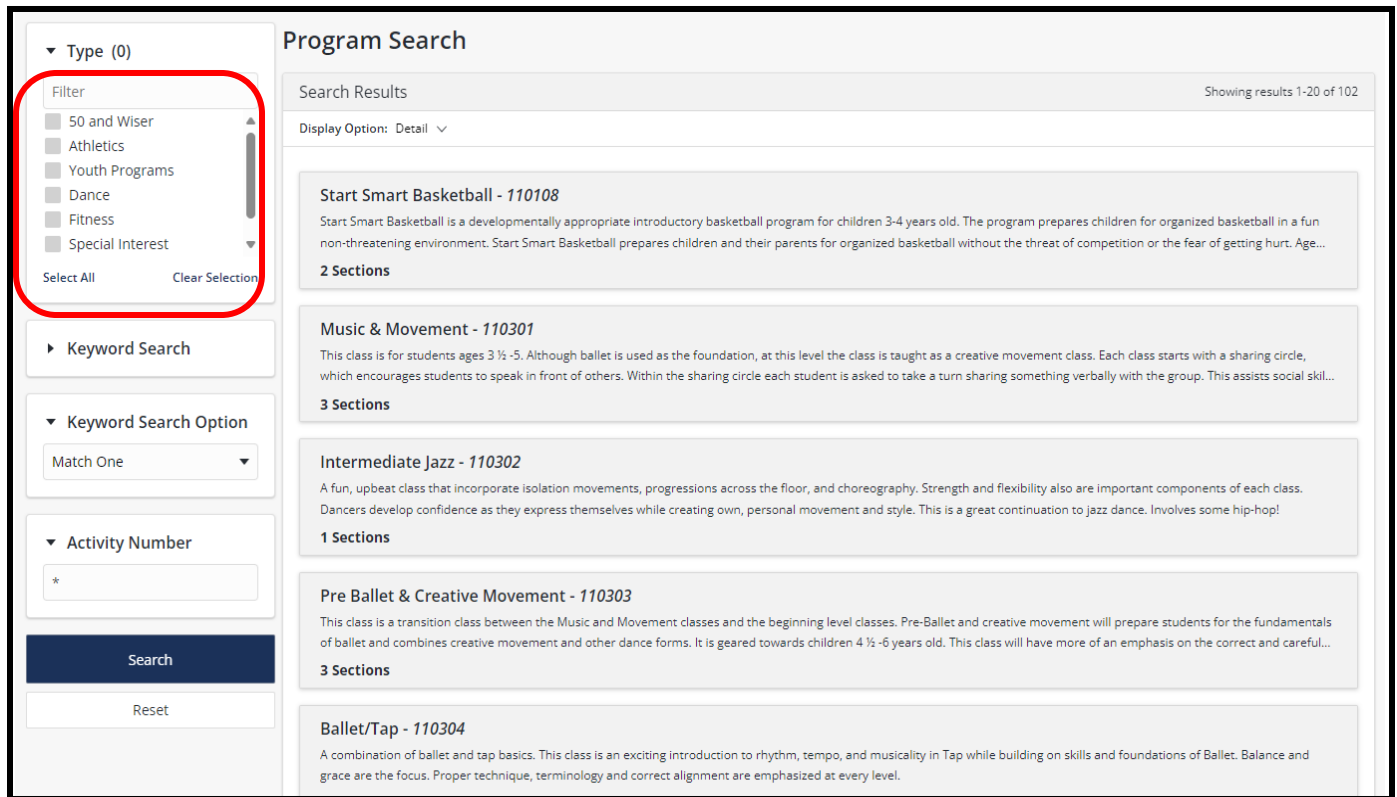 Type (0)
Filter
50 and Wiser
Athletics
Youth Programs
Dance
Fitness
Special Interest
Select All Clear Selection
Keyword Search
Keyword Search Option
Match One
Activity Number
*
Search
Reset
Program Search
Search Results Showing results 1-20 of 102
Display Option: Detail
Start Smart Basketball - 110108
Start Smart Basketball is a developmentally appropriate introductory basketball program for children 3-4 years old. The program prepares children for organized basketball in a fun
non-threatening environment. Start Smart Basketball prepares children and their parents for organized basketball without the threat of competition or the fear of getting hurt. Age...
2 Sections
Music & Movement - 110301
This class is for students ages 3 ½ -5. Although ballet is used as the foundation, at this level the class is taught as a creative movement class. Each class starts with a sharing circle,
which encourages students to speak in front of others. Within the sharing circle each student is asked to take a turn sharing something verbally with the group. This assists social skil...
3 Sections
Intermediate Jazz - 110302
A fun, upbeat class that incorporate isolation movements, progressions across the floor, and choreography. Strength and flexibility also are important components of each class.
Dancers develop confidence as they express themselves while creating own, personal movement and style. This is a great continuation to jazz dance. Involves some hip-hop!
1 Sections
Pre Ballet & Creative Movement - 110303
This class is a transition class between the Music and Movement classes and the beginning level classes. Pre-Ballet and creative movement will prepare students for the fundamentals
of ballet and combines creative movement and other dance forms. It is geared towards children 4 ½ -6 years old. This class will have more of an emphasis on the correct and careful...
3 Sections
Ballet/Tap - 110304
A combination of ballet and tap basics. This class is an exciting introduction to rhythm, tempo, and musicality in Tap while building on skills and foundations of Ballet. Balance and
grace are the focus. Proper technique, terminology and correct alignment are emphasized at every level.